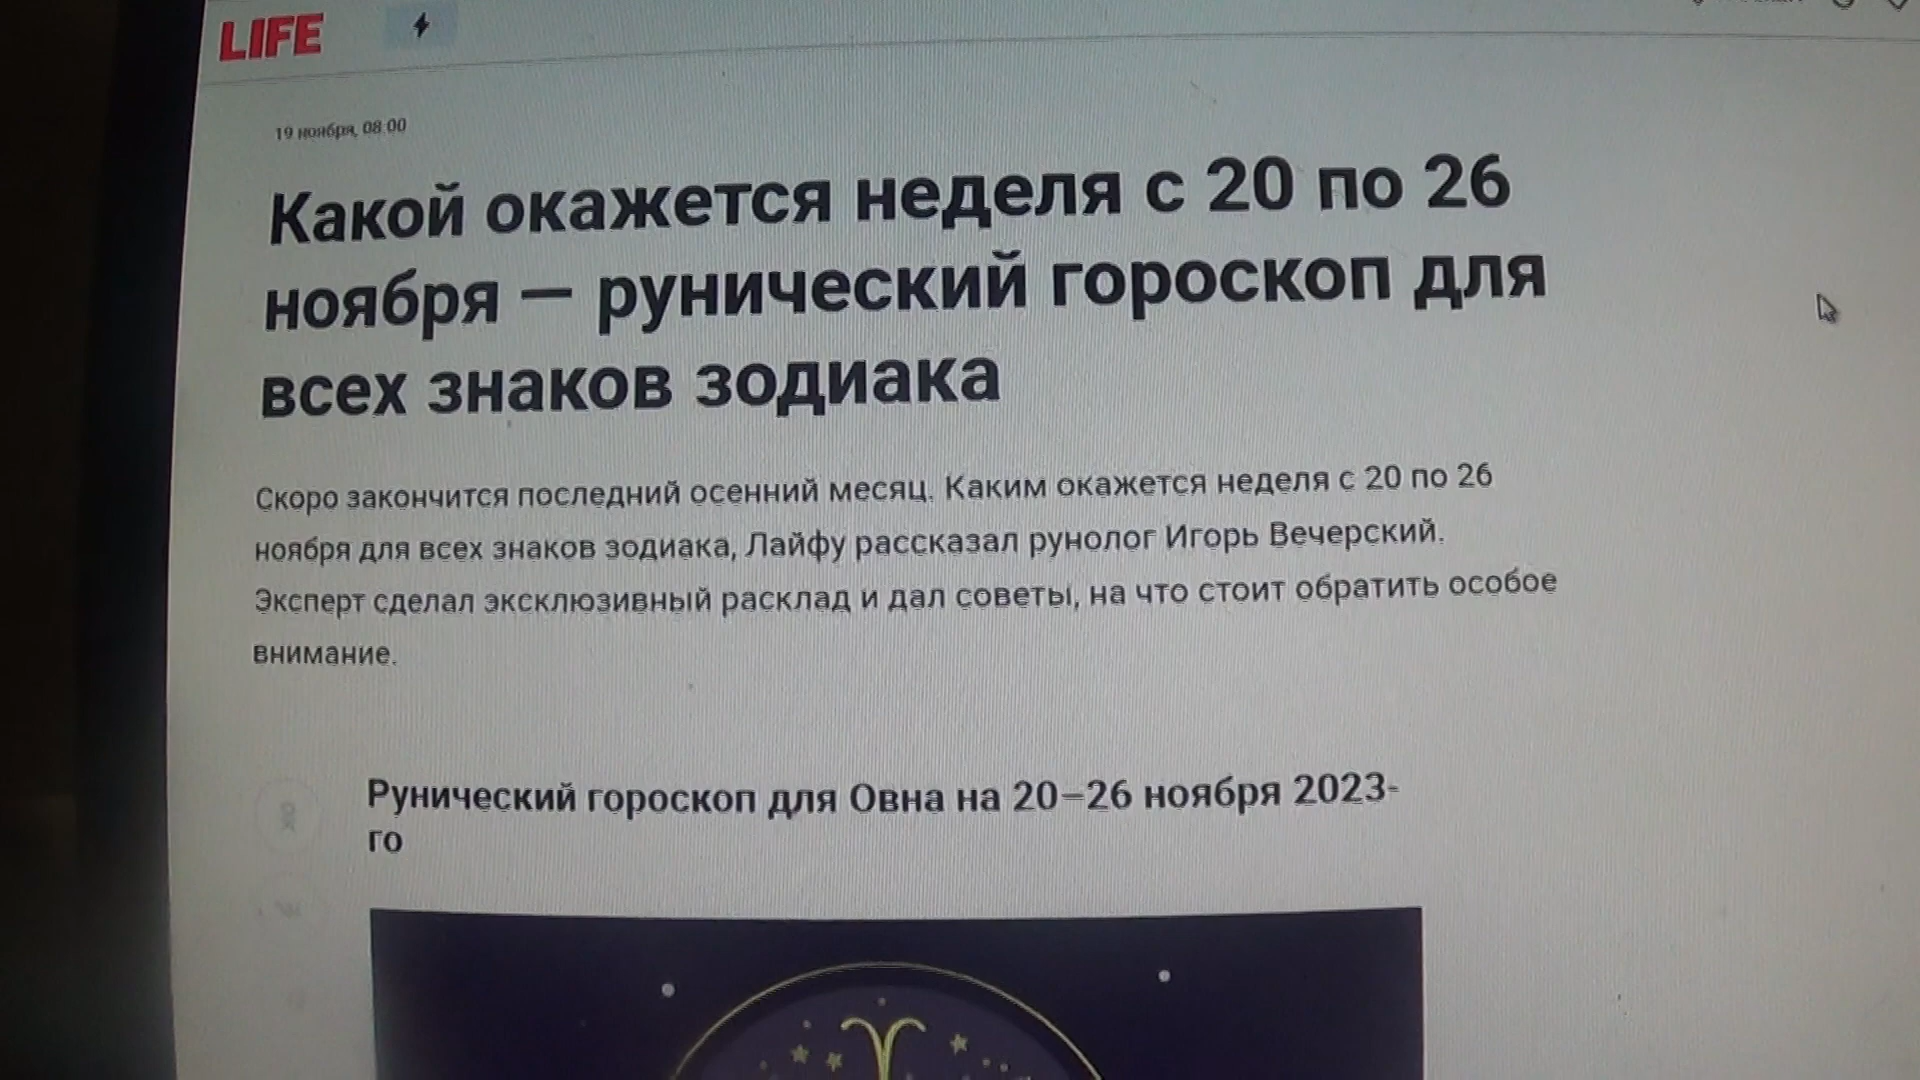 LIFE
19 ноября, 08:00
Какой окажется неделя с 20 по 26
ноября — рунический гороскоп для
всех знаков зодиака
Скоро закончится последний осенний месяц. Каким окажется неделя с 20 по 26
ноября для всех знаков зодиака, Лайфу рассказал рунолог Игорь Вечерский.
Эксперт сделал эксклюзивный расклад и дал советы, на что стоит обратить особое
внимание.
Рунический гороскоп для Овна на 20–26 ноября 2023-
го